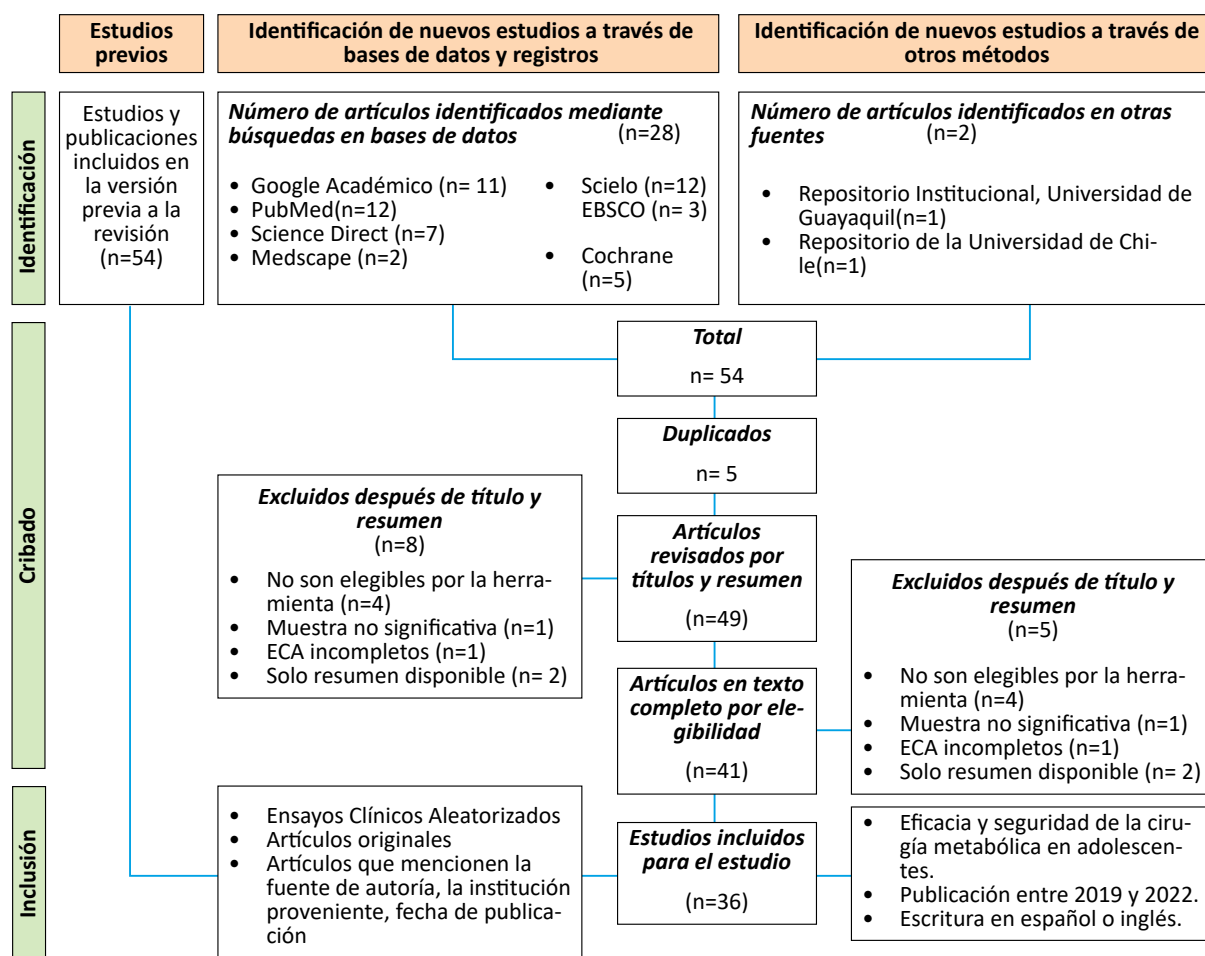 Estudios
previos
Identificación de nuevos estudios a través de
bases de datos y registros
Identificación de nuevos estudios a través de
otros métodos
Identificación
Estudios y
publicaciones
incluidos en
la versión
previa a la
revisión
(n=54)
Número de artículos identificados mediante
búsquedas en bases de datos (n=28)
• Google Académico (n= 11)
• PubMed(n=12)
• Science Direct (n=7)
• Medscape (n=2)
• Scielo (n=12)
EBSCO (n= 3)
• Cochrane
(n=5)
Número de artículos identificados en otras
fuentes (n=2)
• Repositorio Institucional, Universidad de
Guayaquil(n=1)
• Repositorio de la Universidad de Chi-
le(n=1)
Cribado
Total
n= 54
Duplicados
n= 5
Excluidos después de título y
resumen
(n=8)
• No son elegibles por la herra-
mienta (n=4)
• Muestra no significativa (n=1)
• ECA incompletos (n=1)
• Solo resumen disponible (n= 2)
Artículos
revisados por
títulos y resumen
(n=49)
Excluidos después de título y
resumen
(n=5)
• No son elegibles por la herra-
mienta (n=4)
• Muestra no significativa (n=1)
• ECA incompletos (n=1)
• Solo resumen disponible (n= 2)
Artículos en texto
completo por ele-
gibilidad
(n=41)
Inclusión
• Ensayos Clínicos Aleatorizados
• Artículos originales
• Artículos que mencionen la
fuente de autoría, la institución
proveniente, fecha de publica-
ción
Estudios incluidos
para el estudio
(n=36)
• Eficacia y seguridad de la ciru-
gía metabólica en adolescen-
tes.
• Publicación entre 2019 y 2022.
• Escritura en español o inglés.